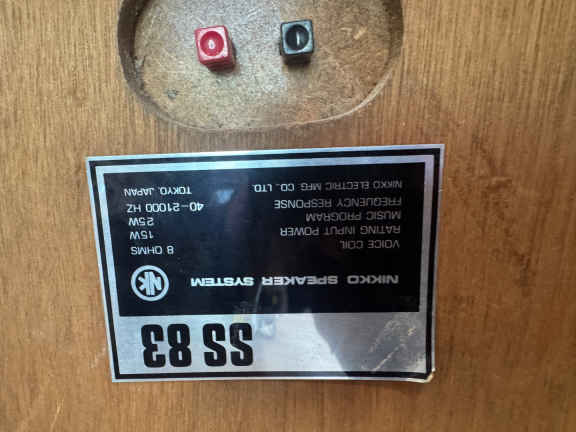 SS 83
NIKKO SPEAKER SYSTEM
NK
VOICE COIL 8 OHMS
RATING INPUT POWER 15W
MUSIC PROGRAM 25W
FREQUENCY RESPONSE 40-21000 HZ
NIKKO ELECTRIC MFG. CO., LTD. TOKYO, JAPAN